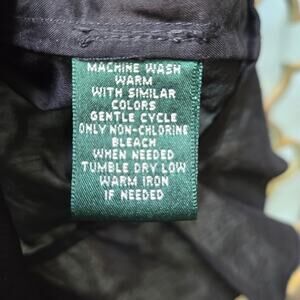 MACHINE WASH
WARM
WITH SIMILAR
COLORS
GENTLE CYCLE
ONLY NON-CHLORINE
BLEACH
WHEN NEEDED
TUMBLE DRY LOW
WARM IRON
IF NEEDED